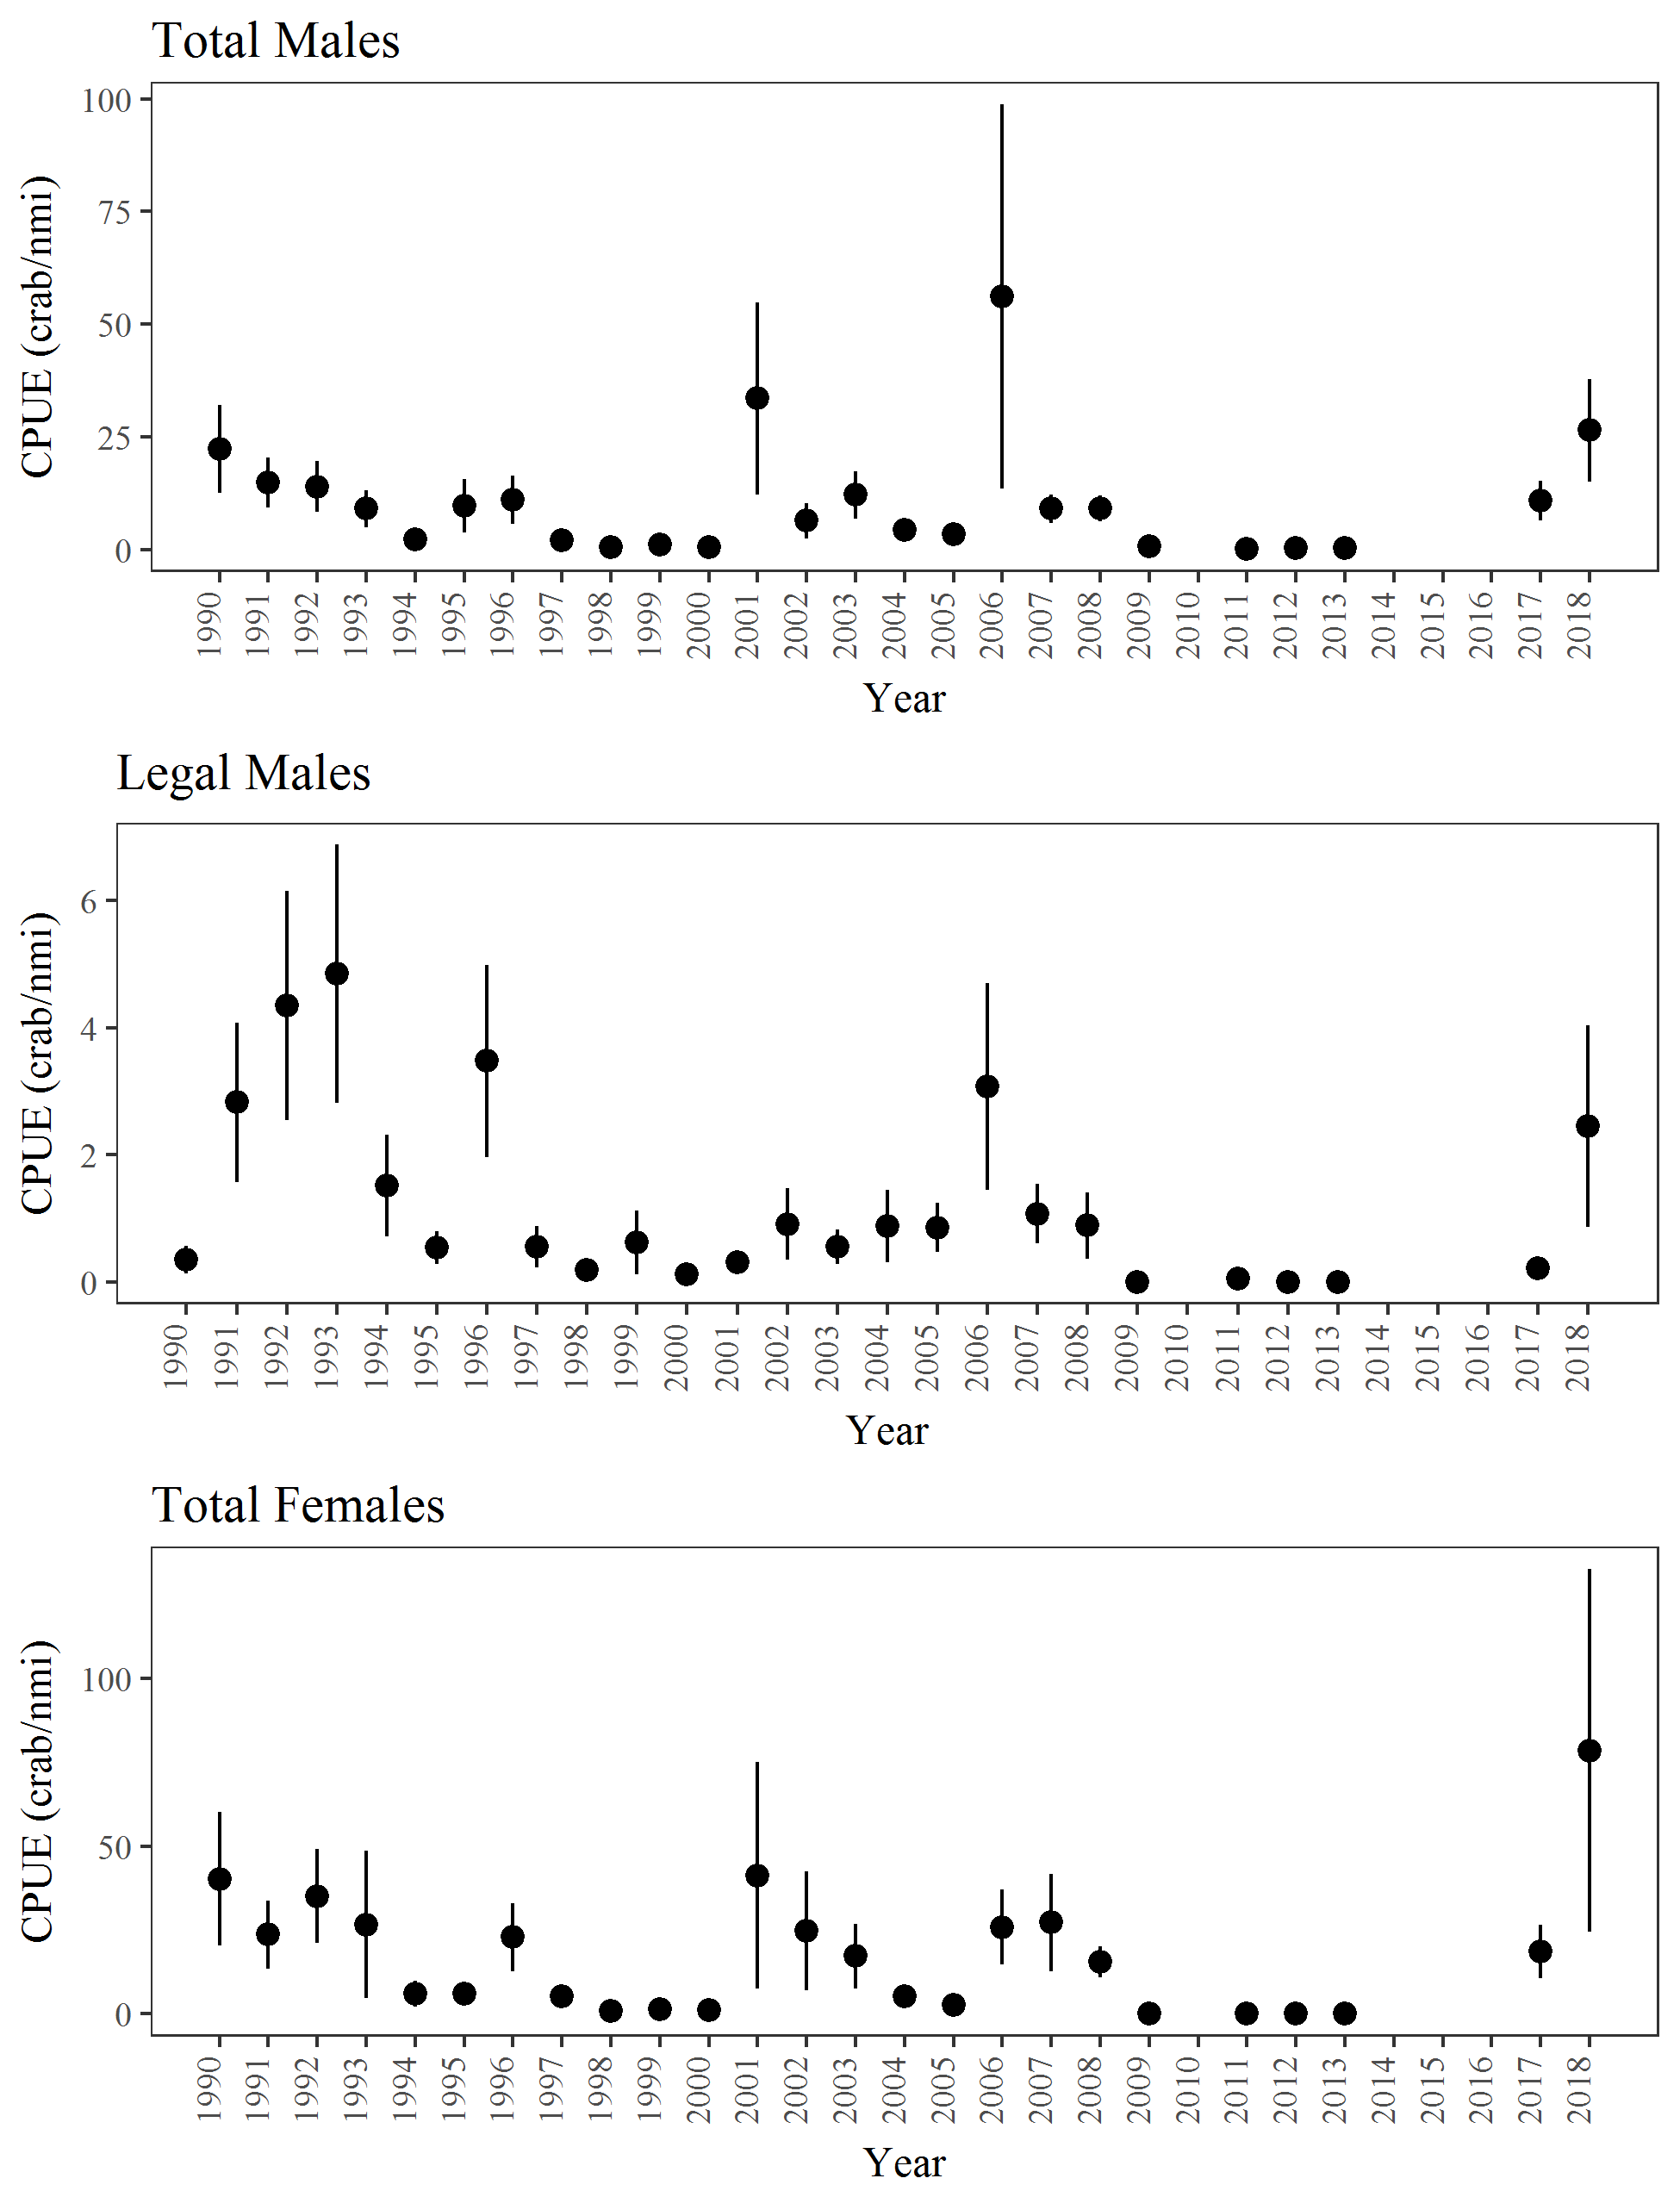 Total Males
CPUE (crab/nmi)
100
75
50
25
0
1990 1991 1992 1993 1994 1995 1996 1997 1998 1999 2000 2001 2002 2003 2004 2005 2006 2007 2008 2009 2010 2011 2012 2013 2014 2015 2016 2017 2018
Year
Legal Males
CPUE (crab/nmi)
6
4
2
0
1990 1991 1992 1993 1994 1995 1996 1997 1998 1999 2000 2001 2002 2003 2004 2005 2006 2007 2008 2009 2010 2011 2012 2013 2014 2015 2016 2017 2018
Year
Total Females
CPUE (crab/nmi)
100
50
0
1990 1991 1992 1993 1994 1995 1996 1997 1998 1999 2000 2001 2002 2003 2004 2005 2006 2007 2008 2009 2010 2011 2012 2013 2014 2015 2016 2017 2018
Year